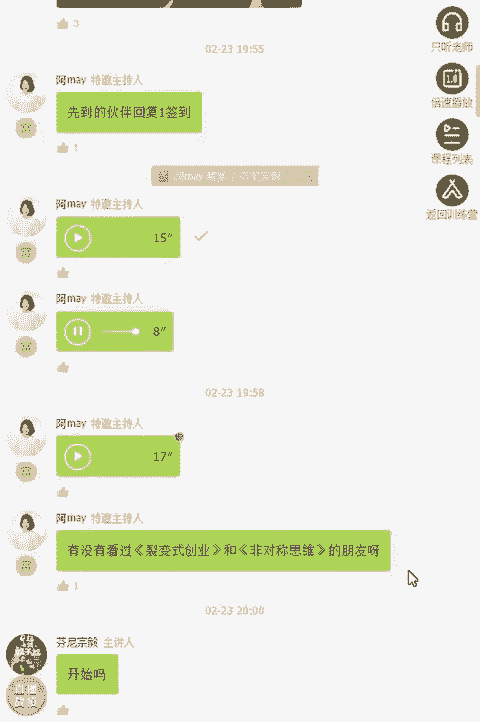 3
02-23 19:55
只听老师
阿may 特邀主持人
倍速播放
先到的伙伴回复1签到
课程列表
1
返回训练营
阿may 特邀主持人
15"
阿may 特邀主持人
8"
02-23 19:58
阿may 特邀主持人
17"
阿may 特邀主持人
有没有看过《裂变式创业》和《非对称思维》的朋友呀
1
02-23 20:00
芬尼宗毅 主讲人
开始吗